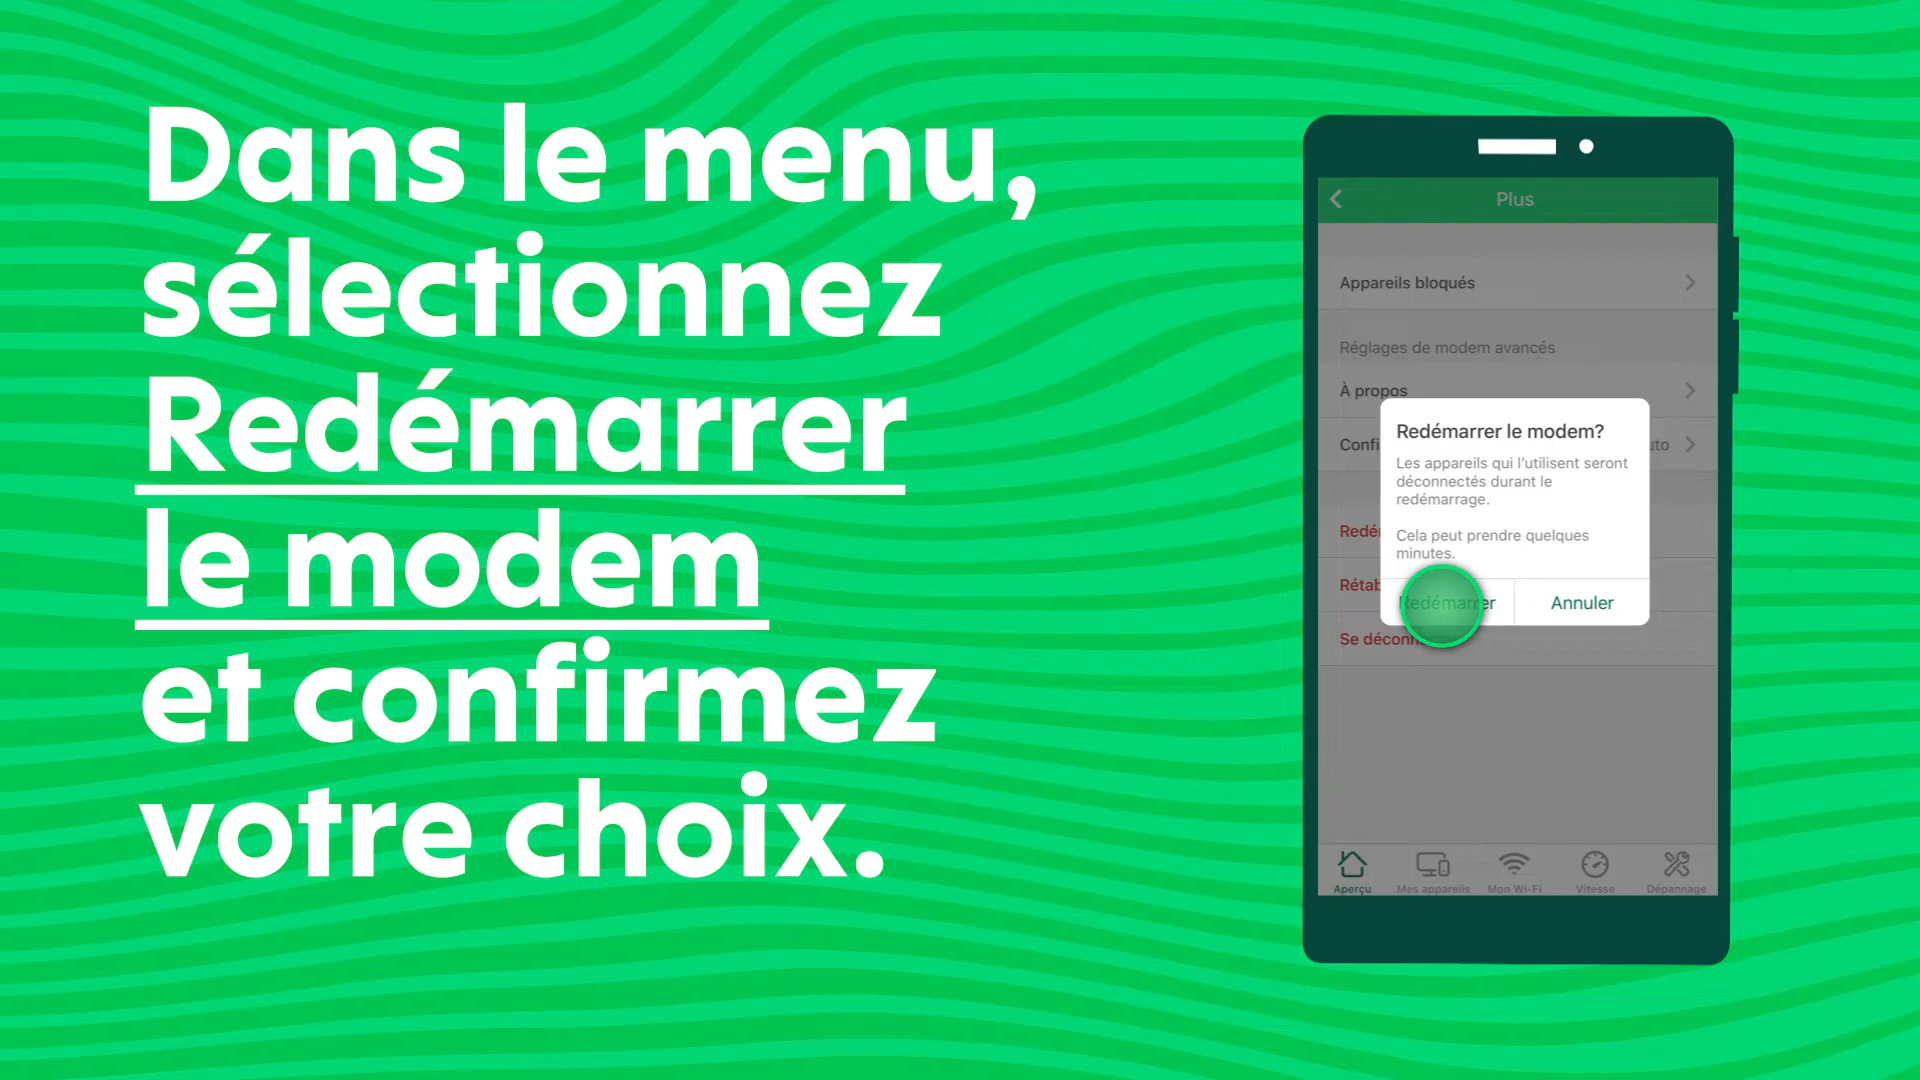 Dans le menu,
sélectionnez
Redémarrer
le modem
et confirmez
votre choix.
Plus
Appareils bloqués
Réglages de modem avancés
À propos
Redémarrer le modem?
Les appareils qui l'utilisent seront
déconnectés durant le
redémarrage.
Cela peut prendre quelques
minutes.
Redémarrer
Annuler
Aperçu
Mes appareils
Mon Wi-Fi
Vitesse
Dépannage